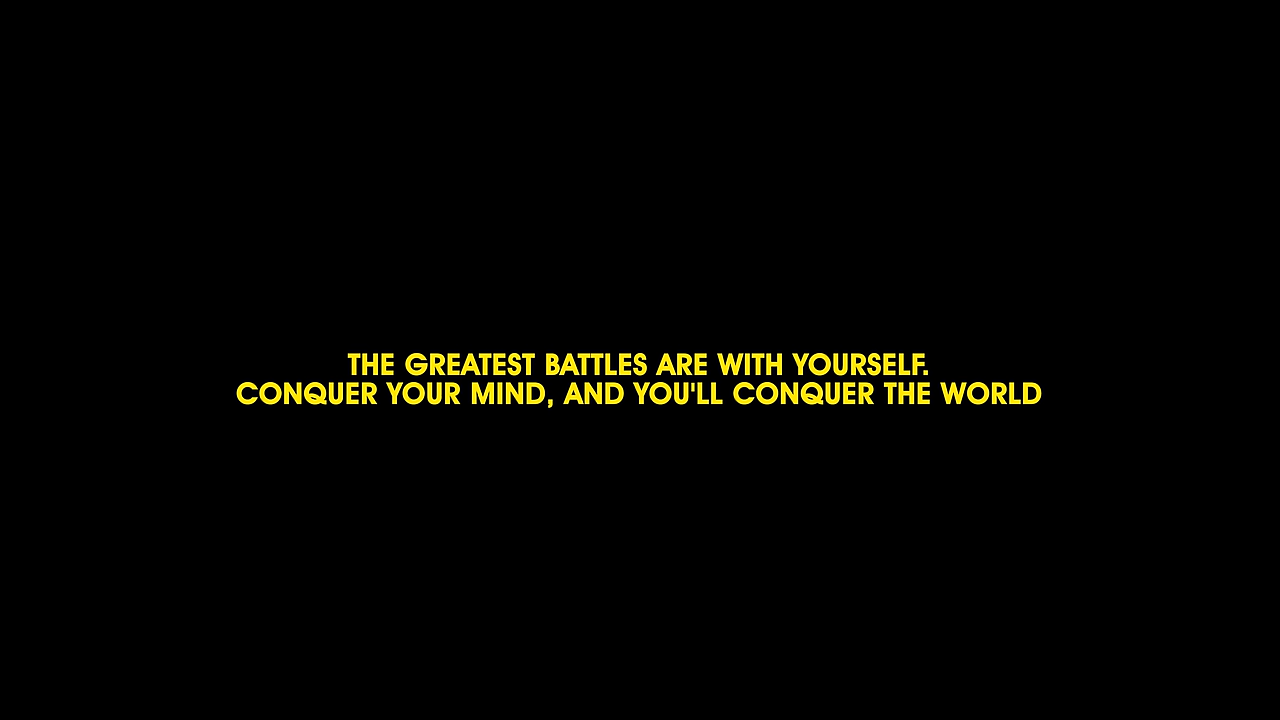 THE GREATEST BATTLES ARE WITH YOURSELF.
CONQUER YOUR MIND, AND YOU'LL CONQUER THE WORLD